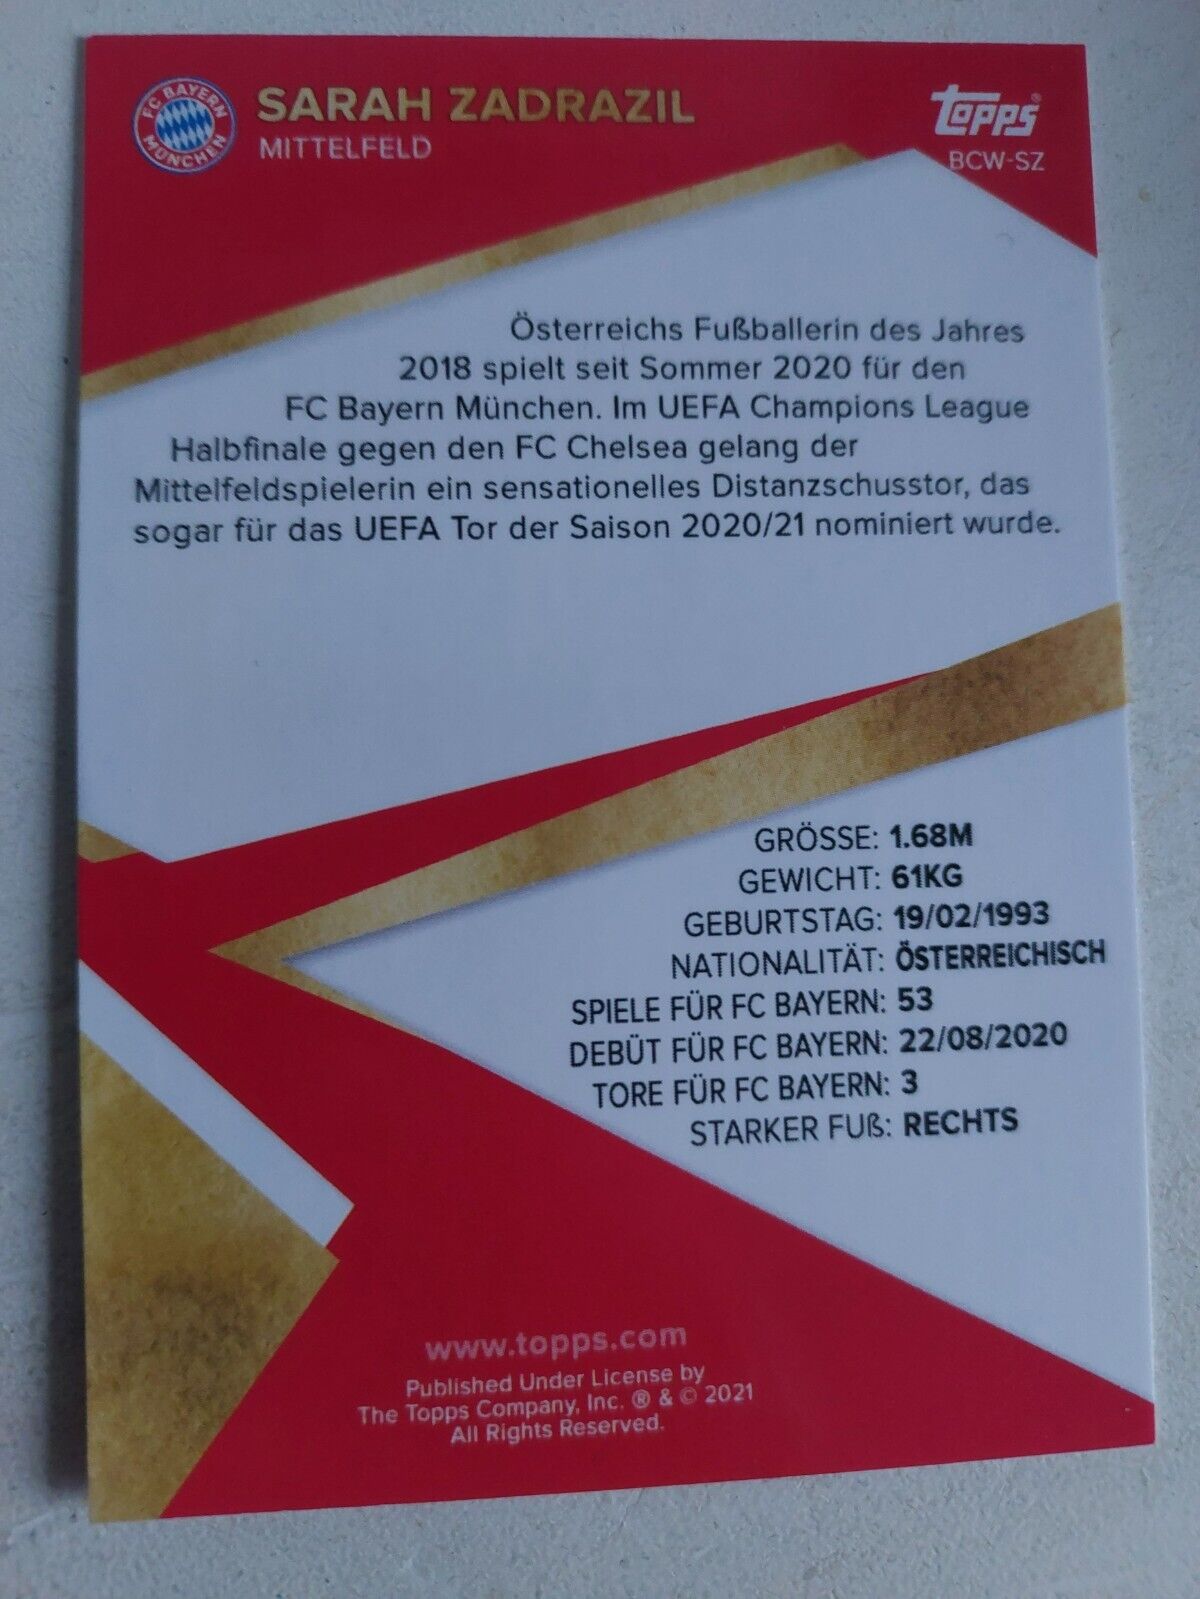 FC BAYERN
MÜNCHEN
SARAH ZADRAZIL
MITTELFELD
Topps®
BCW-SZ
Österreichs Fußballerin des Jahres
2018 spielt seit Sommer 2020 für den
FC Bayern München. Im UEFA Champions League
Halbfinale gegen den FC Chelsea gelang der
Mittelfeldspielerin ein sensationelles Distanzschusstor, das
sogar für das UEFA Tor der Saison 2020/21 nominiert wurde.
GRÖSSE: 1.68M
GEWICHT: 61KG
GEBURTSTAG: 19/02/1993
NATIONALITÄT: ÖSTERREICHISCH
SPIELE FÜR FC BAYERN: 53
DEBÜT FÜR FC BAYERN: 22/08/2020
TORE FÜR FC BAYERN: 3
STARKER FUß: RECHTS
www.topps.com
Published Under License by
The Topps Company, Inc. ® & © 2021
All Rights Reserved.